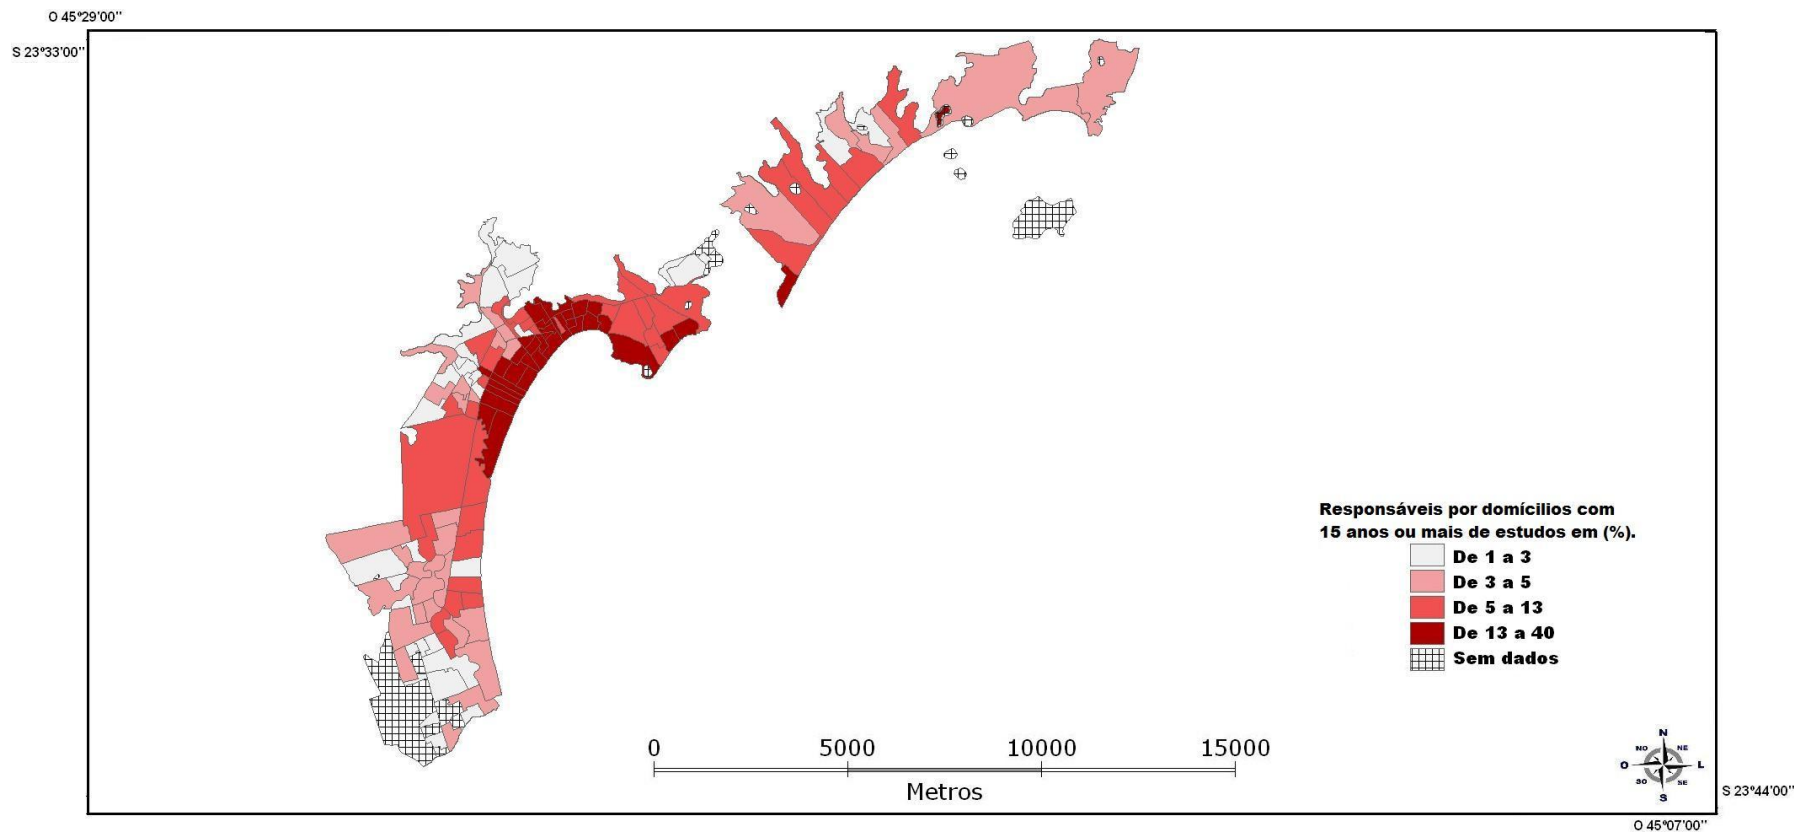 O 45º29'00''
S 23º33'00''
Responsáveis por domícilios com
15 anos ou mais de estudos em (%).
De 1 a 3
De 3 a 5
De 5 a 13
De 13 a 40
Sem dados
0 5000 10000 15000
Metros
N
NO NE
O L
SO SE
S
S 23º44'00''
O 45º07'00''